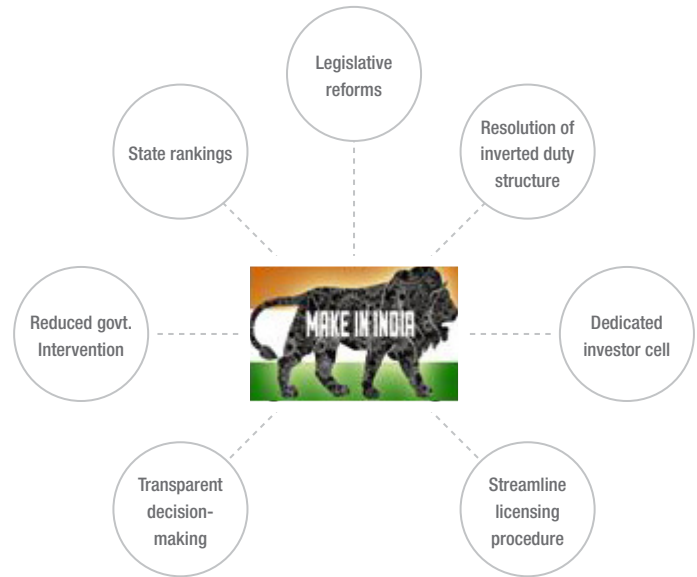 Legislative
reforms
State rankings
Resolution of
inverted duty
structure
Reduced govt.
Intervention
MAKE IN INDIA
Dedicated
investor cell
Transparent
decision-
making
Streamline
licensing
procedure